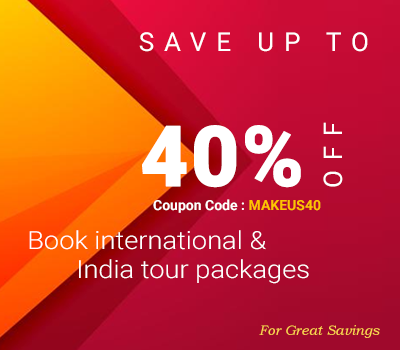 SAVE UP TO
40% OFF
Coupon Code : MAKEUS40
Book international &
India tour packages
For Great Savings